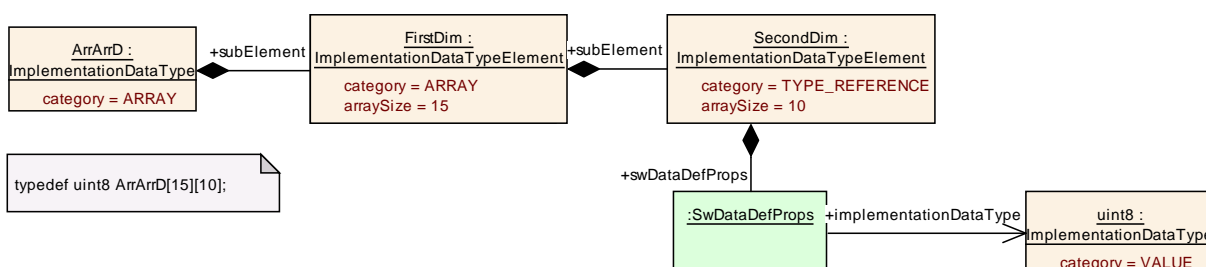 ArrArrD :
ImplementationDataType
category = ARRAY
+subElement
FirstDim :
ImplementationDataTypeElement
category = ARRAY
arraySize = 15
+subElement
SecondDim :
ImplementationDataTypeElement
category = TYPE_REFERENCE
arraySize = 10
typedef uint8 ArrArrD[15][10];
+swDataDefProps
:SwDataDefProps
+implementationDataType
uint8 :
ImplementationDataType
category = VALUE